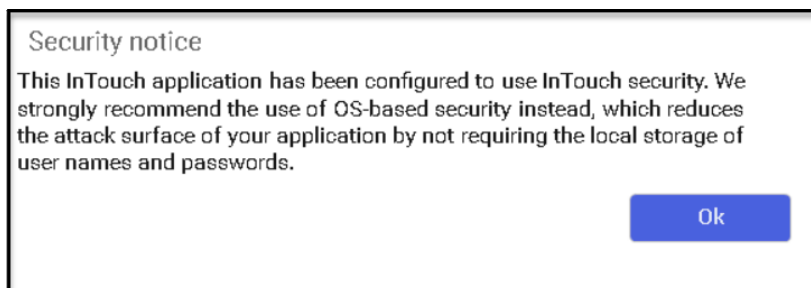 Security notice
This InTouch application has been configured to use InTouch security. We
strongly recommend the use of OS-based security instead, which reduces
the attack surface of your application by not requiring the local storage of
user names and passwords.
Ok